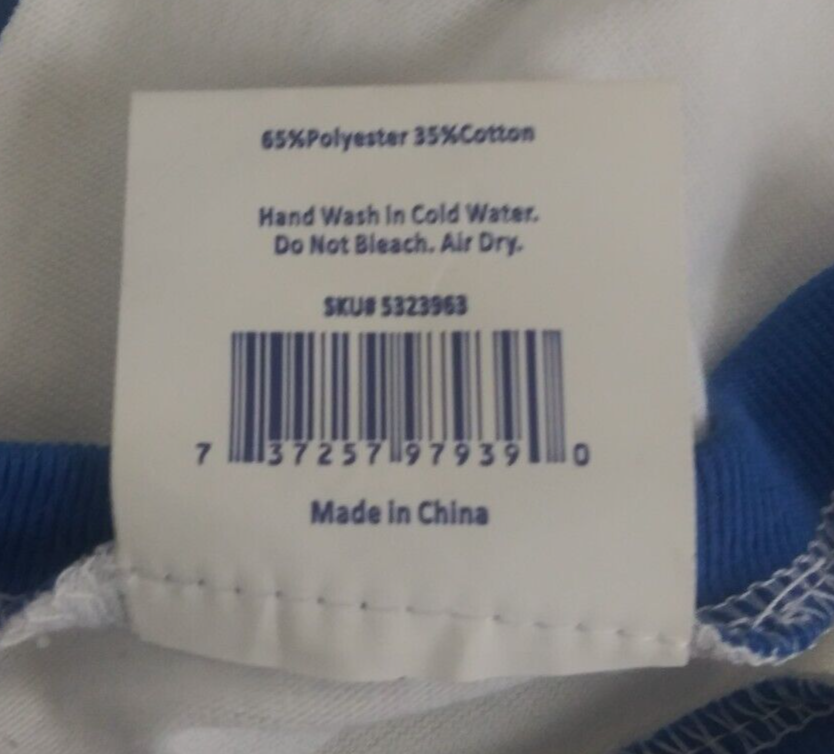 65%Polyester 35%Cotton
Hand Wash in Cold Water.
Do Not Bleach. Air Dry.
SKU# 5323963
7 37257 97939 0
Made in China